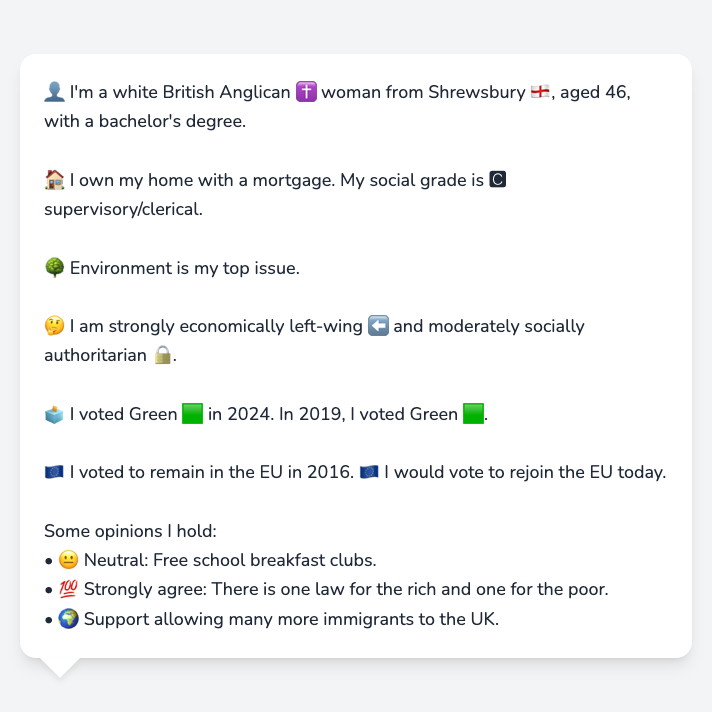 👤 I'm a white British Anglican ✝️ woman from Shrewsbury 🏴󠁧󠁢󠁥󠁮󠁧󠁿, aged 46,
with a bachelor's degree.
🏠 I own my home with a mortgage. My social grade is 🅲
supervisory/clerical.
🌳 Environment is my top issue.
🤔 I am strongly economically left-wing ⬅️ and moderately socially
authoritarian 🔒.
🗳️ I voted Green 🟩 in 2024. In 2019, I voted Green 🟩.
🇪🇺 I voted to remain in the EU in 2016. 🇪🇺 I would vote to rejoin the EU today.
Some opinions I hold:
• 😐 Neutral: Free school breakfast clubs.
• 💯 Strongly agree: There is one law for the rich and one for the poor.
• 🌍 Support allowing many more immigrants to the UK.